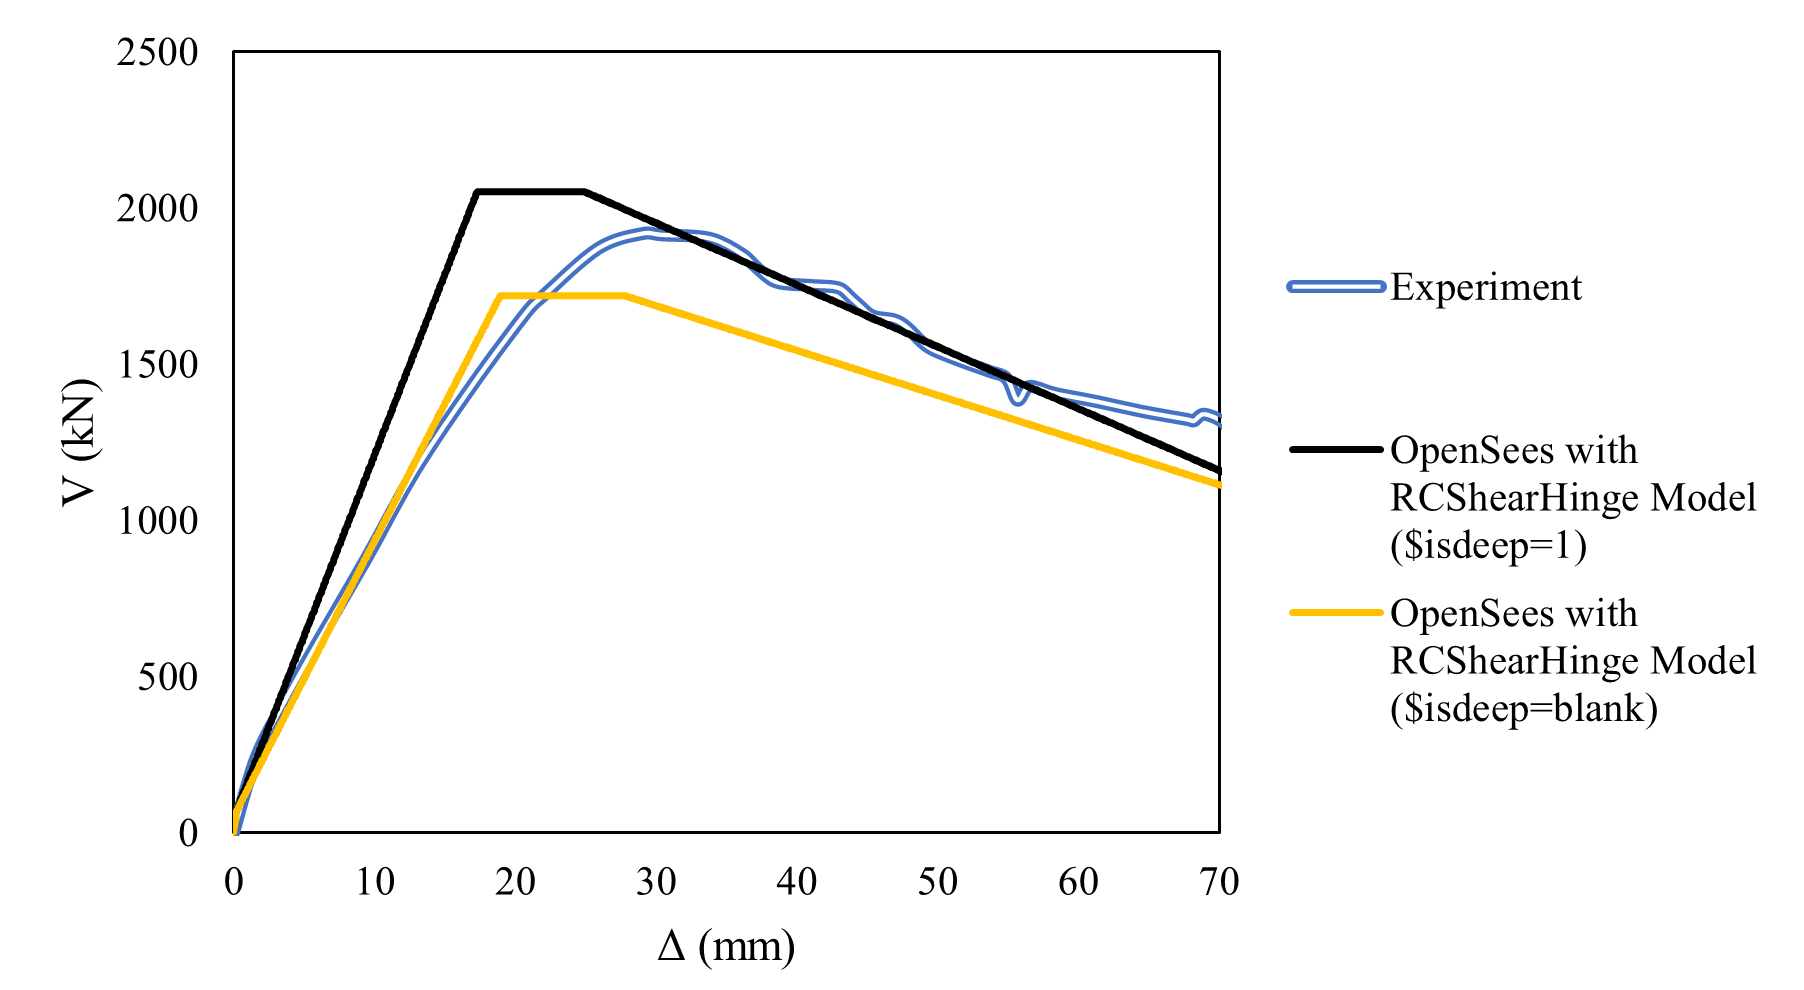 2500
2000
1500
1000
500
0
V (kN)
0 10 20 30 40 50 60 70
Δ (mm)
Experiment
OpenSees with
RCShearHinge Model
($isdeep=1)
OpenSees with
RCShearHinge Model
($isdeep=blank)